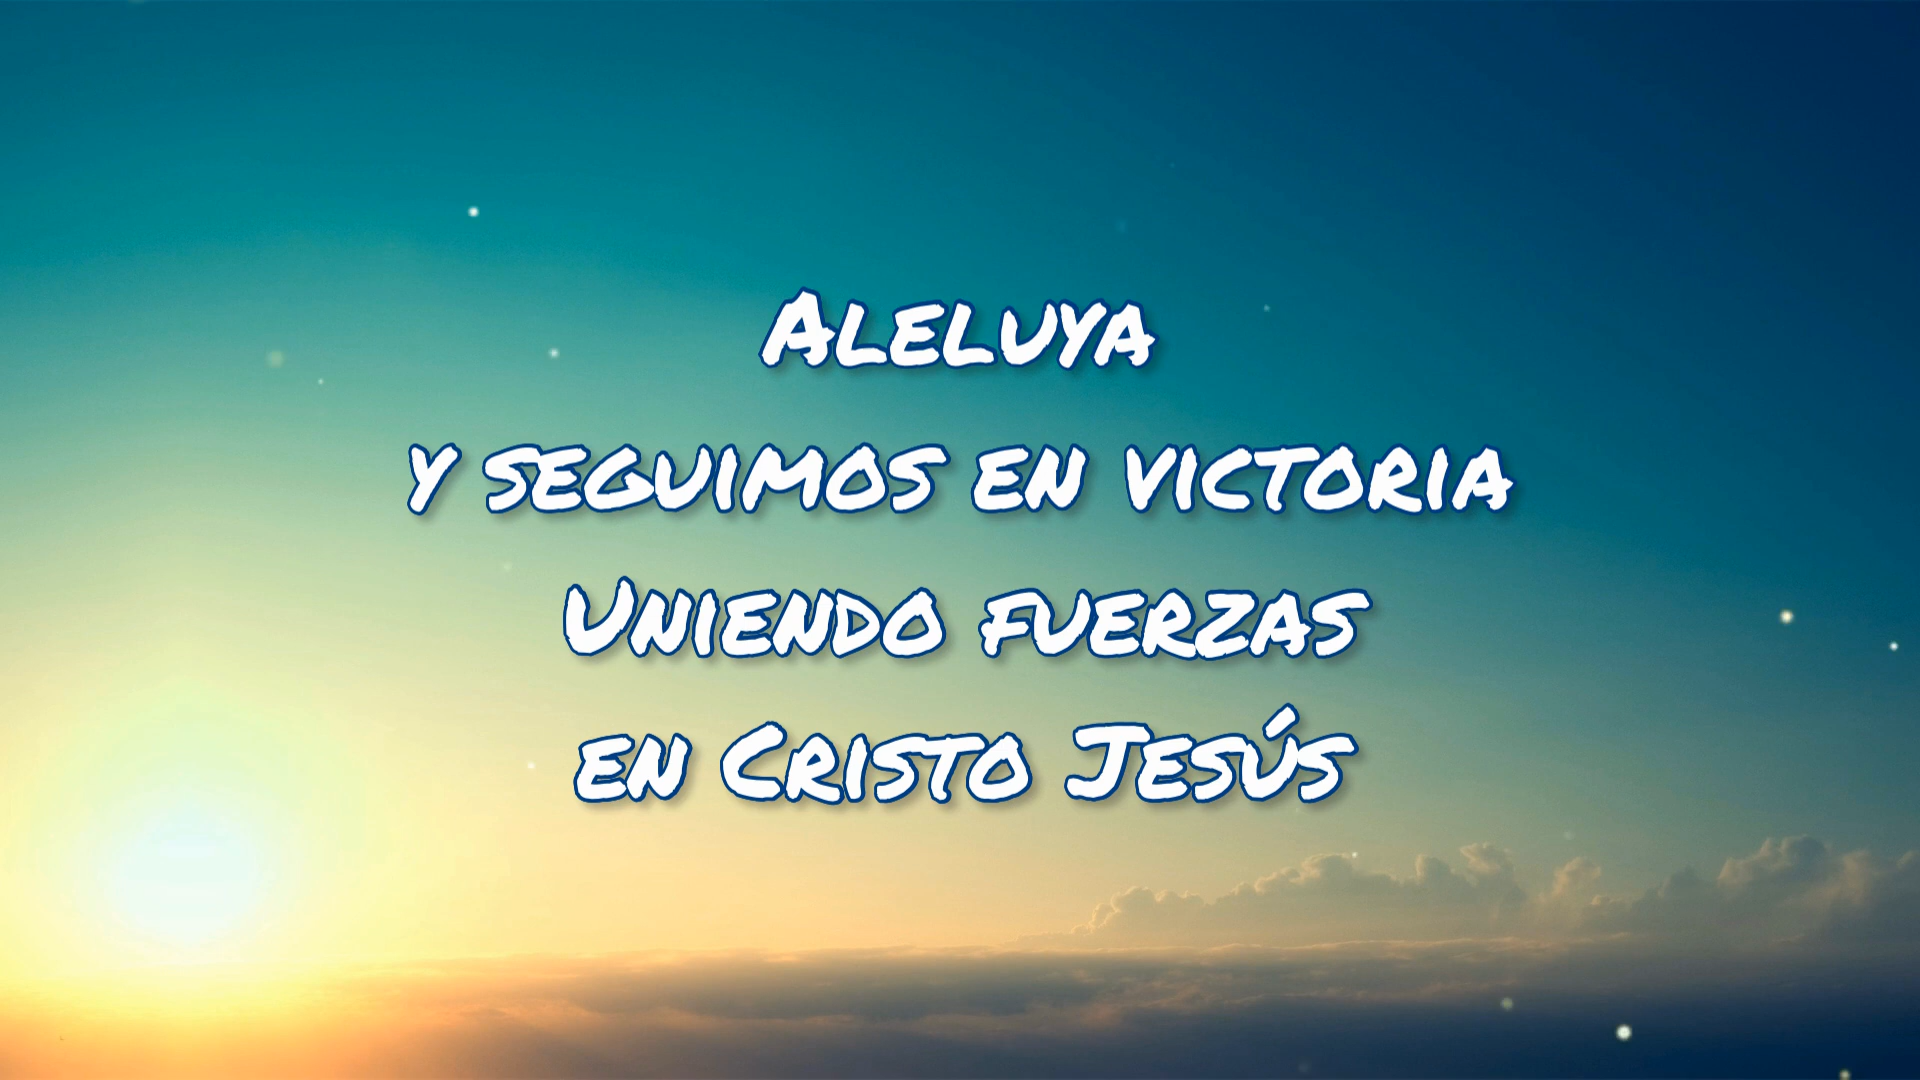 Aleluya
y seguimos en victoria
Uniendo fuerzas
en Cristo Jesús